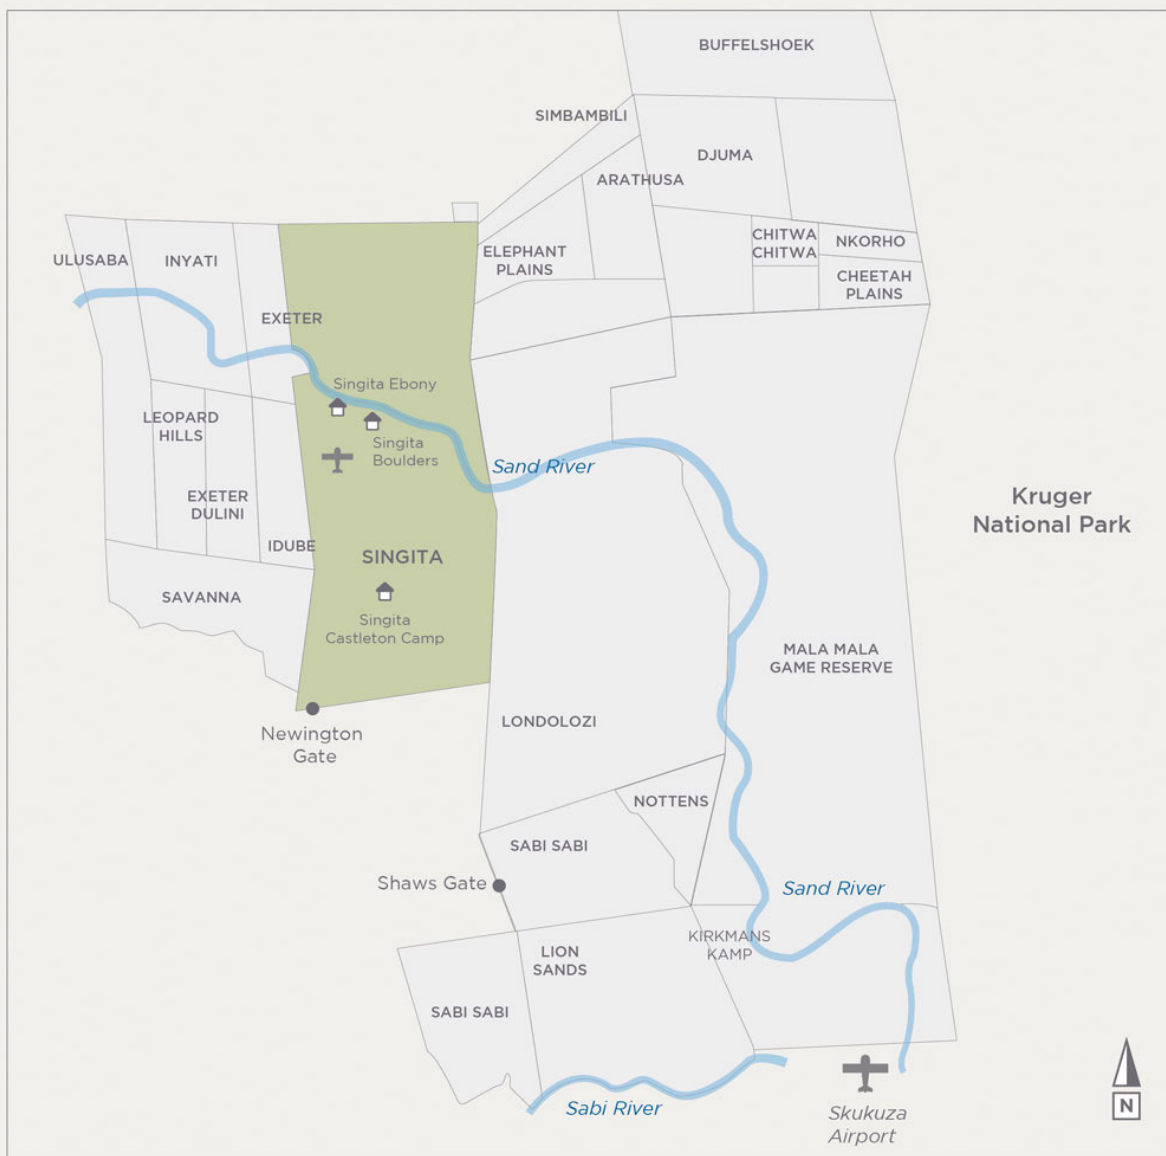 BUFFELSHOEK
SIMBAMBILI
DJUMA
ARATHUSA
CHITWA
CHITWA
NKORHO
ELEPHANT
PLAINS
CHEETAH
PLAINS
ULUSABA
INYATI
EXETER
Singita Ebony
Singita
Boulders
LEOPARD
HILLS
Sand River
EXETER
DULINI
Kruger
National Park
IDUBE
SINGITA
SAVANNA
Singita
Castleton Camp
MALA MALA
GAME RESERVE
LONDOLOZI
Newington
Gate
NOTTENS
SABI SABI
Shaws Gate
Sand River
KIRKMANS
KAMP
LION
SANDS
SABI SABI
Sabi River
Skukuza
Airport
N